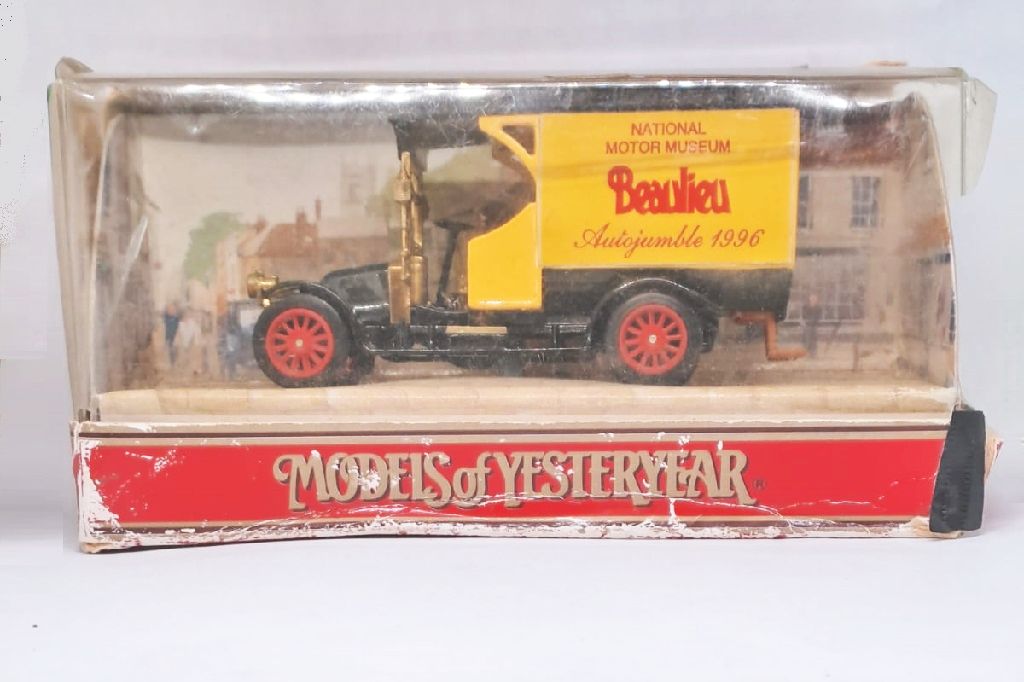 NATIONAL
MOTOR MUSEUM
Beaulieu
Autojumble 1996
MODELS of YESTERYEAR ®